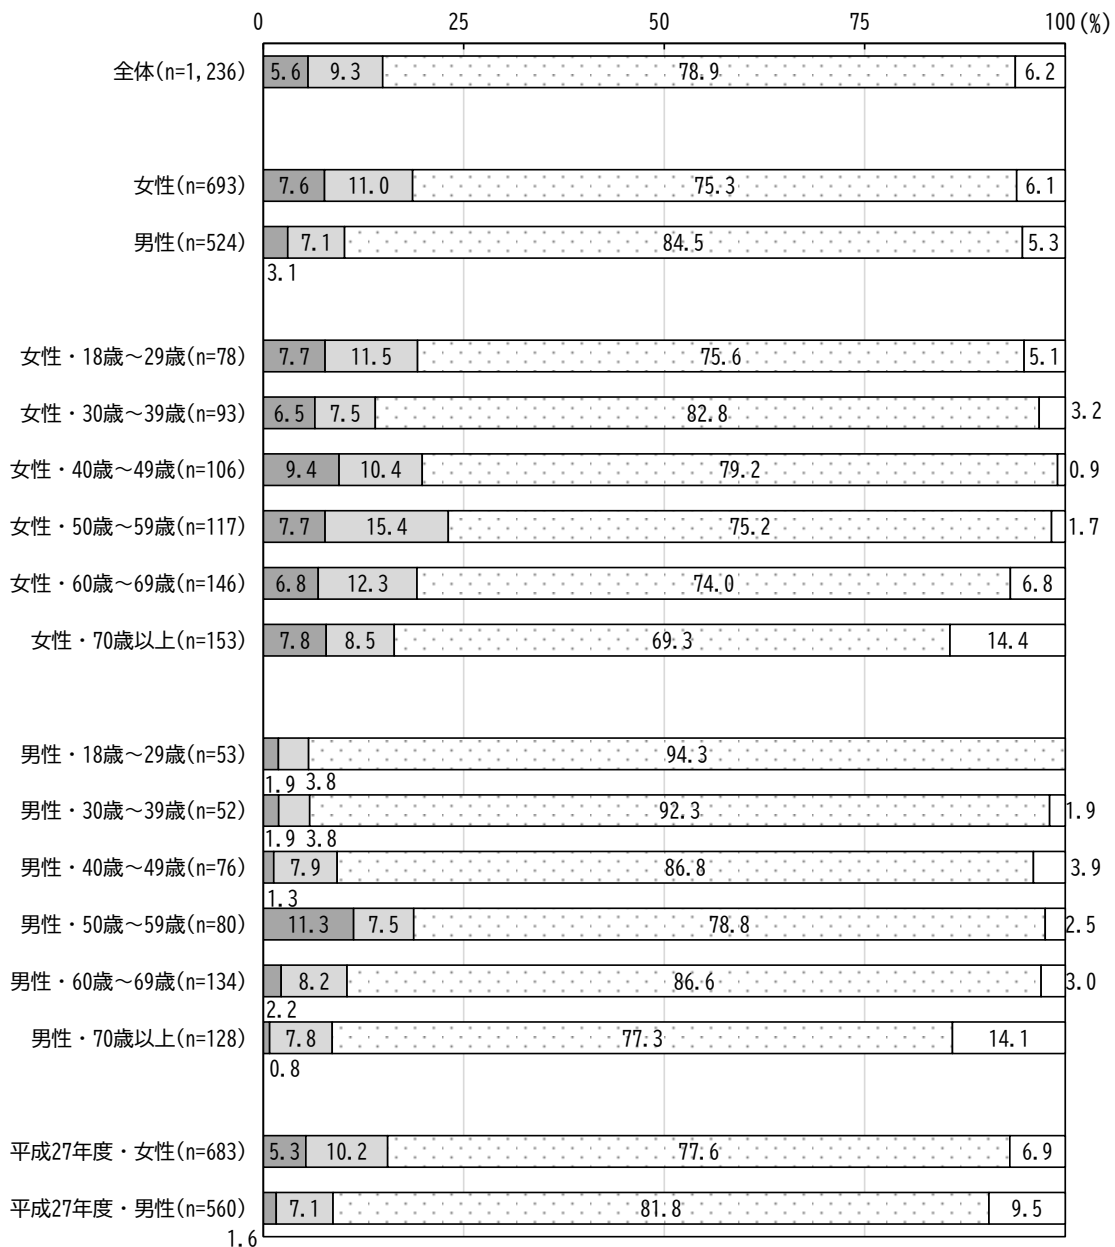 0 25 50 75 100(%)
全体(n=1,236) 5.6 9.3 78.9 6.2
女性(n=693) 7.6 11.0 75.3 6.1
男性(n=524) 7.1 84.5 5.3
3.1
女性・18歳～29歳(n=78) 7.7 11.5 75.6 5.1
女性・30歳～39歳(n=93) 6.5 7.5 82.8 3.2
女性・40歳～49歳(n=106) 9.4 10.4 79.2 0.9
女性・50歳～59歳(n=117) 7.7 15.4 75.2 1.7
女性・60歳～69歳(n=146) 6.8 12.3 74.0 6.8
女性・70歳以上(n=153) 7.8 8.5 69.3 14.4
男性・18歳～29歳(n=53) 94.3
1.9 3.8
男性・30歳～39歳(n=52) 92.3 1.9
1.9 3.8
男性・40歳～49歳(n=76) 7.9 86.8 3.9
1.3
男性・50歳～59歳(n=80) 11.3 7.5 78.8 2.5
男性・60歳～69歳(n=134) 8.2 86.6 3.0
2.2
男性・70歳以上(n=128) 7.8 77.3 14.1
0.8
平成27年度・女性(n=683) 5.3 10.2 77.6 6.9
平成27年度・男性(n=560) 7.1 81.8 9.5
1.6